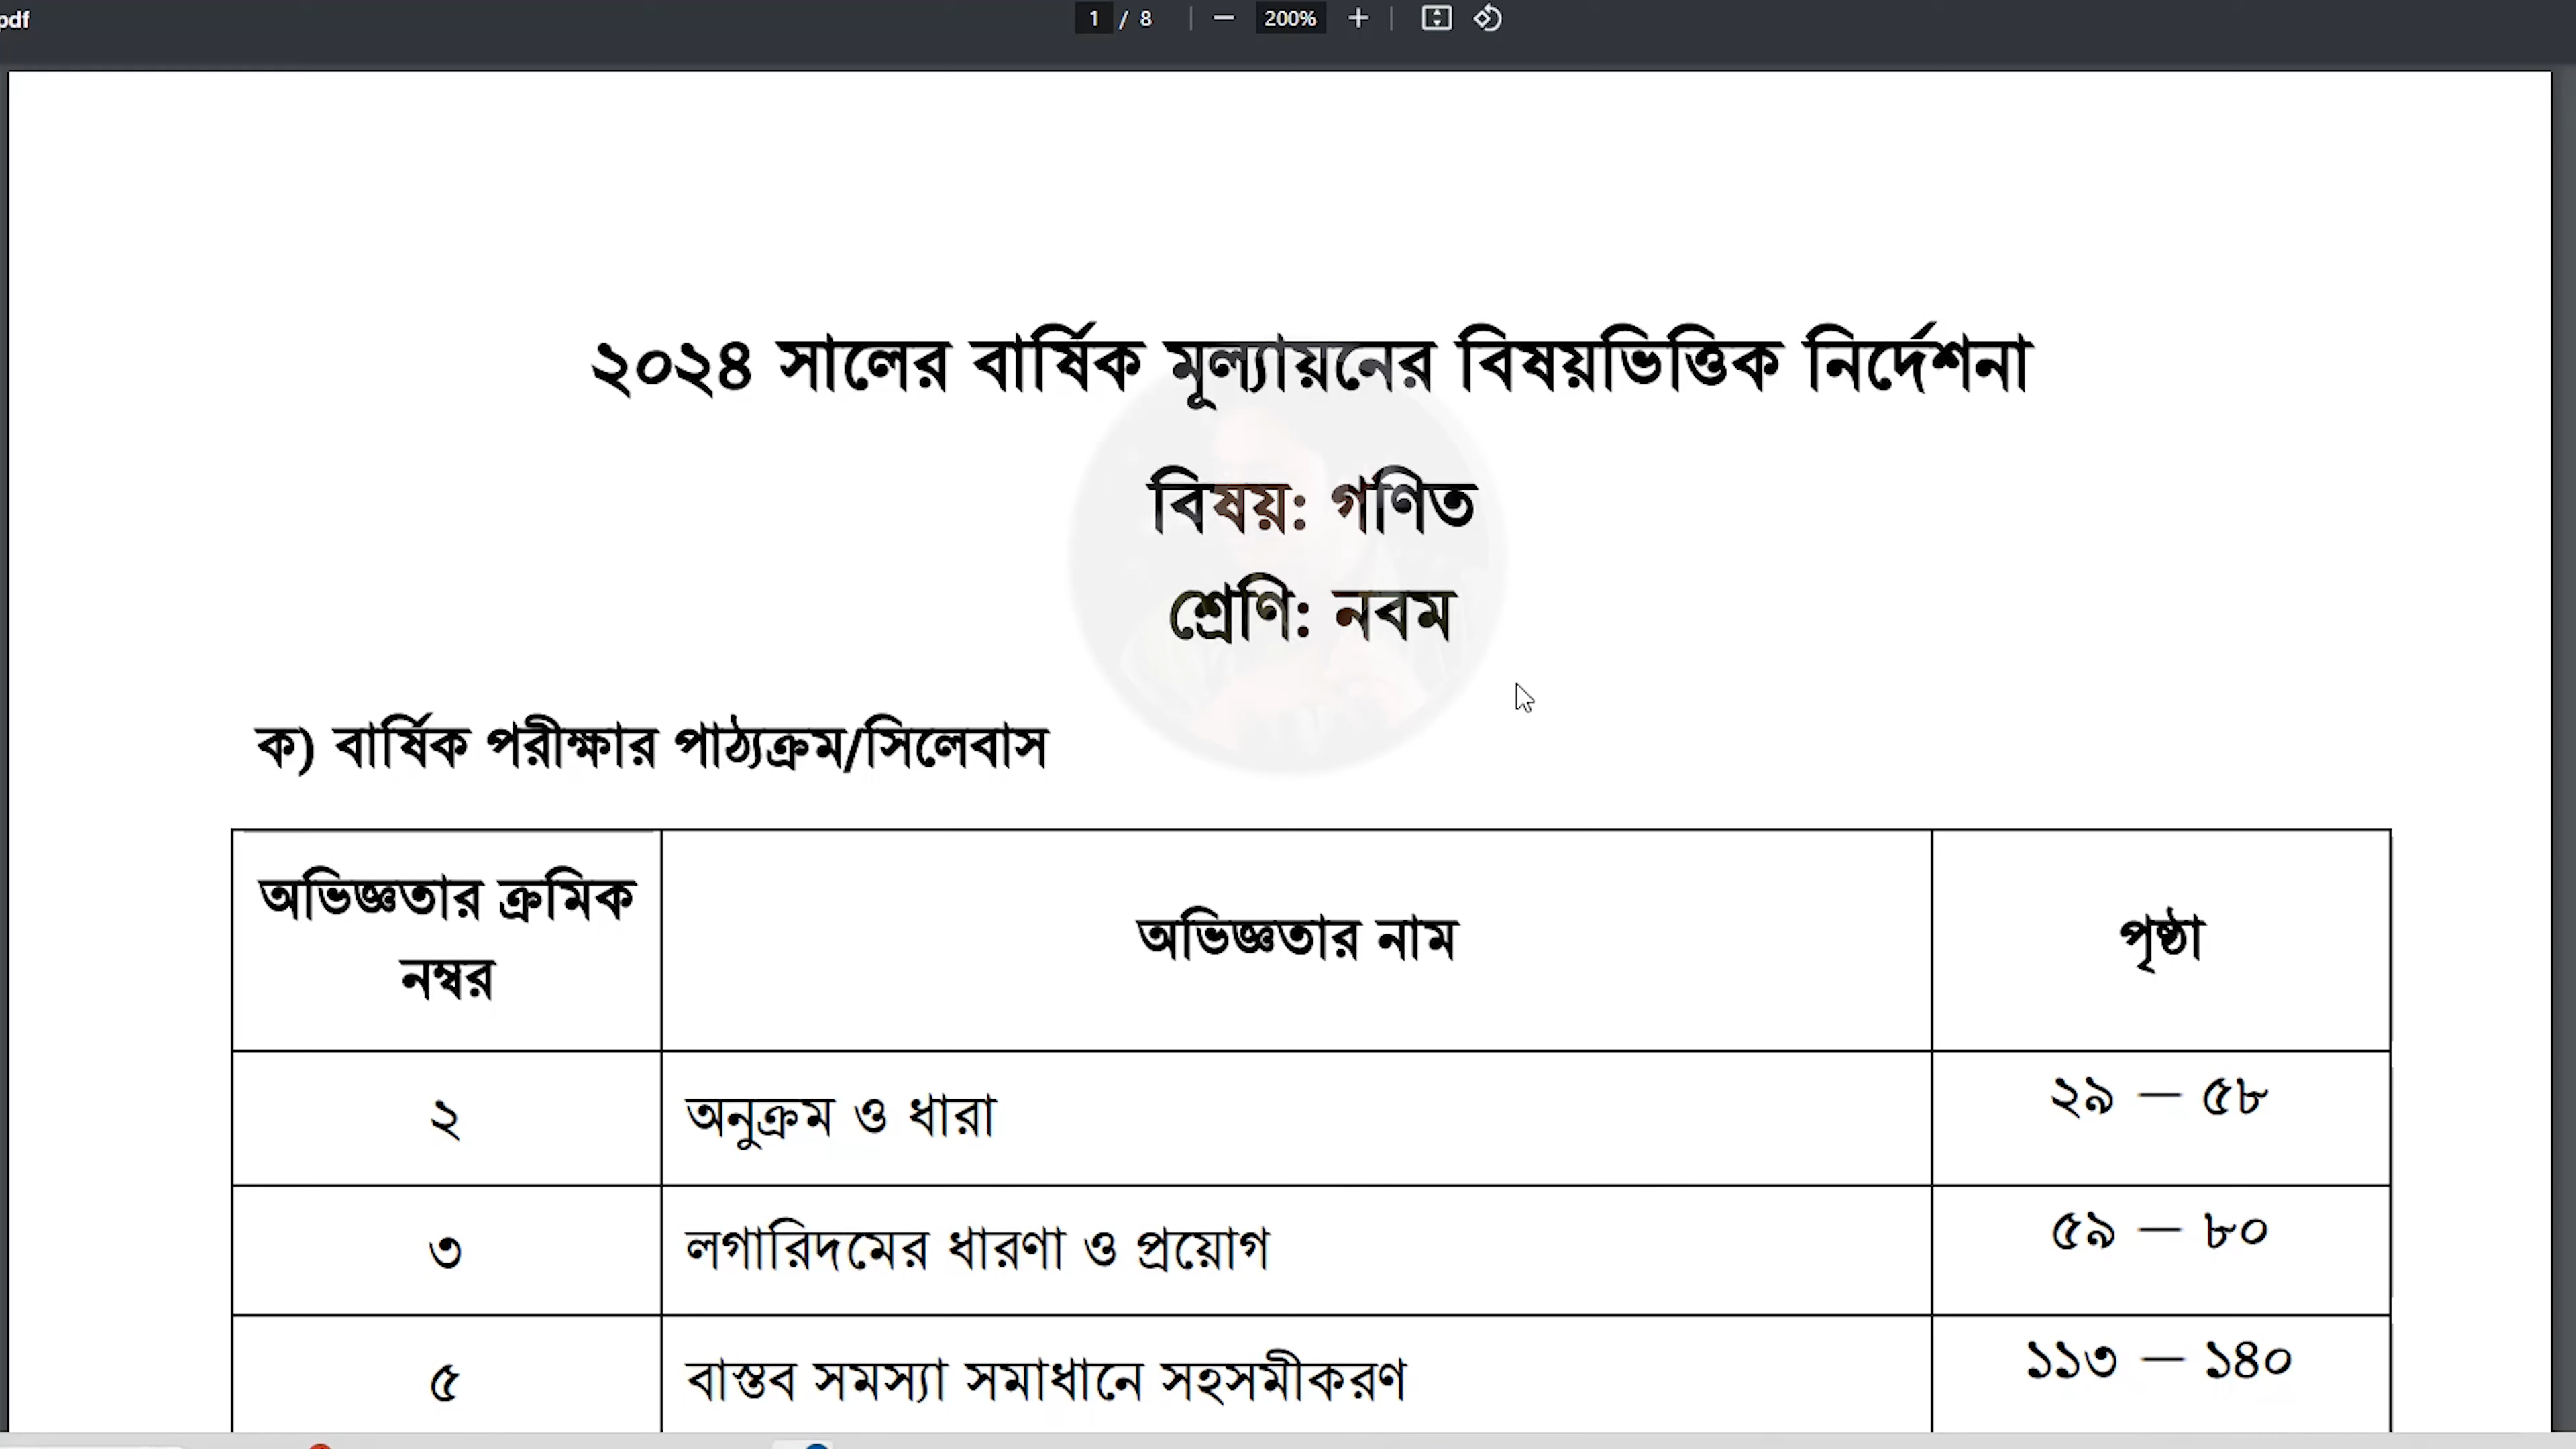 pdf
1 / 8 200%
২০২৪ সালের বার্ষিক মূল্যায়নের বিষয়ভিত্তিক নির্দেশনা
বিষয়: গণিত
শ্রেণি: নবম
ক) বার্ষিক পরীক্ষার পাঠ্যক্রম/সিলেবাস
অভিজ্ঞতার ক্রমিক
নম্বর
অভিজ্ঞতার নাম
পৃষ্ঠা
২ অনুক্রম ও ধারা ২৯ – ৫৮
৩ লগারিদমের ধারণা ও প্রয়োগ ৫৯ – ৮০
৫ বাস্তব সমস্যা সমাধানে সহসমীকরণ ১১৩ – ১৪০